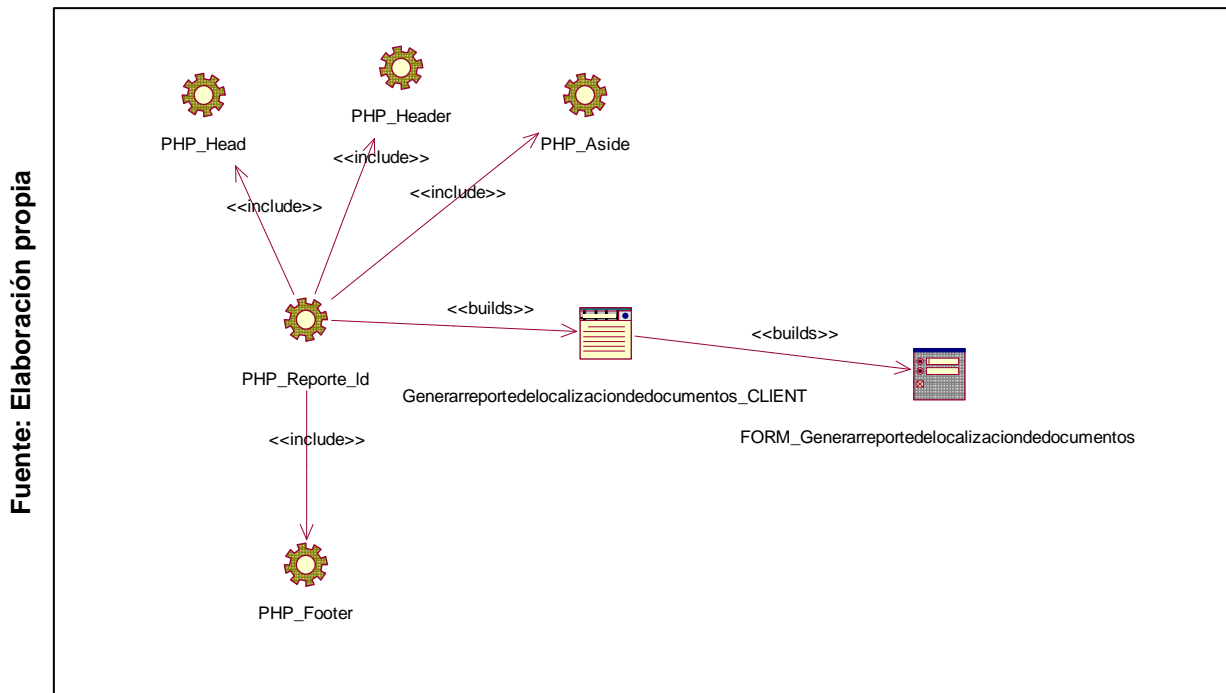 Fuente: Elaboración propia
PHP_Head
PHP_Header
PHP_Aside
<<include>>
<<include>>
<<include>>
<<builds>>
<<builds>>
PHP_Reporte_ld
Generarreportedelocalizaciondedocumentos_CLIENT
FORM_Generarreportedelocalizaciondedocumentos
<<include>>
PHP_Footer